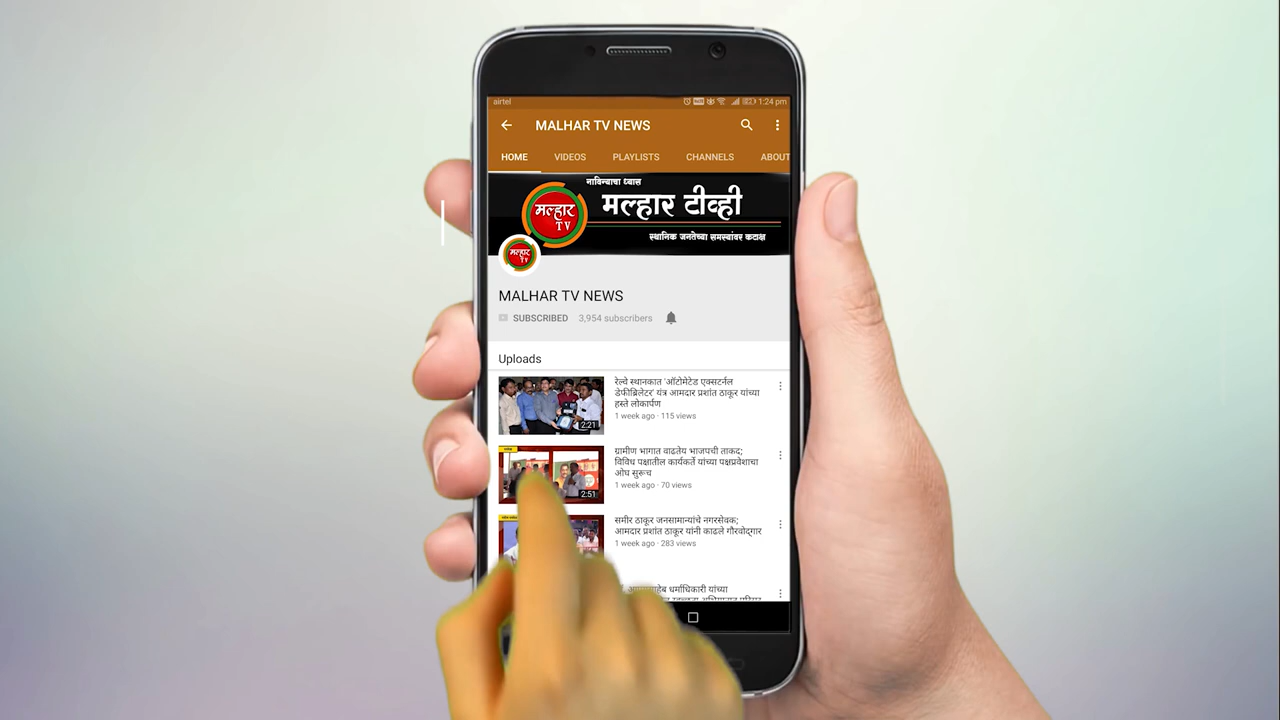 airtel 1:24 pm
MALHAR TV NEWS
HOME VIDEOS PLAYLISTS CHANNELS ABOUT
नाविन्याचा ध्यास
मल्हार टीव्ही
मल्हार
TV
स्थानिक जनतेच्या समस्यांवर कटाक्ष
मल्हार
TV
MALHAR TV NEWS
SUBSCRIBED 3,954 subscribers
Uploads
रेल्वे स्थानकात 'ऑटोमेटेड एक्सटर्नल
डेफीब्रिलेटर' यंत्र आमदार प्रशांत ठाकूर यांच्या
हस्ते लोकार्पण
1 week ago · 115 views
2:21
ग्रामीण भागात वाढतेय भाजपची ताकद;
विविध पक्षातील कार्यकर्ते यांच्या पक्षप्रवेशाचा
ओघ सुरूच
1 week ago · 70 views
2:51
समीर ठाकूर जनसामान्यांचे नगरसेवक;
आमदार प्रशांत ठाकूर यांनी काढले गौरवोद्गार
1 week ago · 283 views
धर्माधिकारी यांच्या